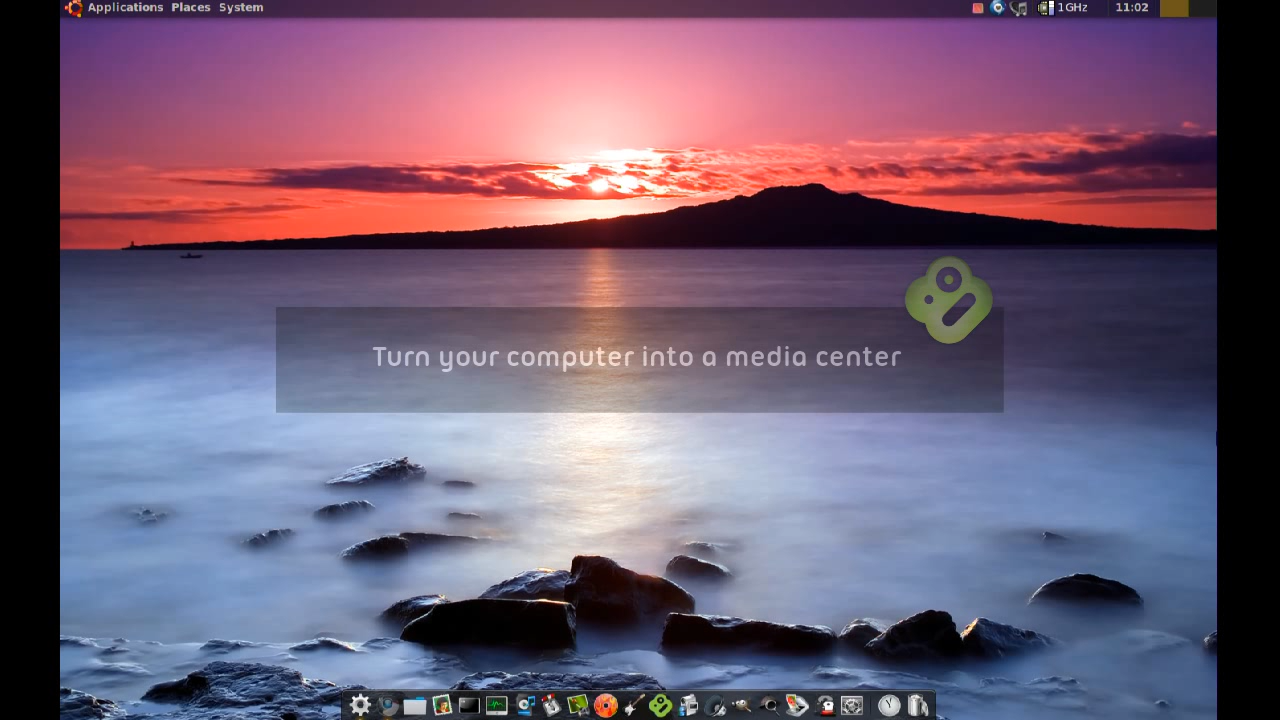 Applications Places System
1GHz 11:02
Turn your computer into a media center